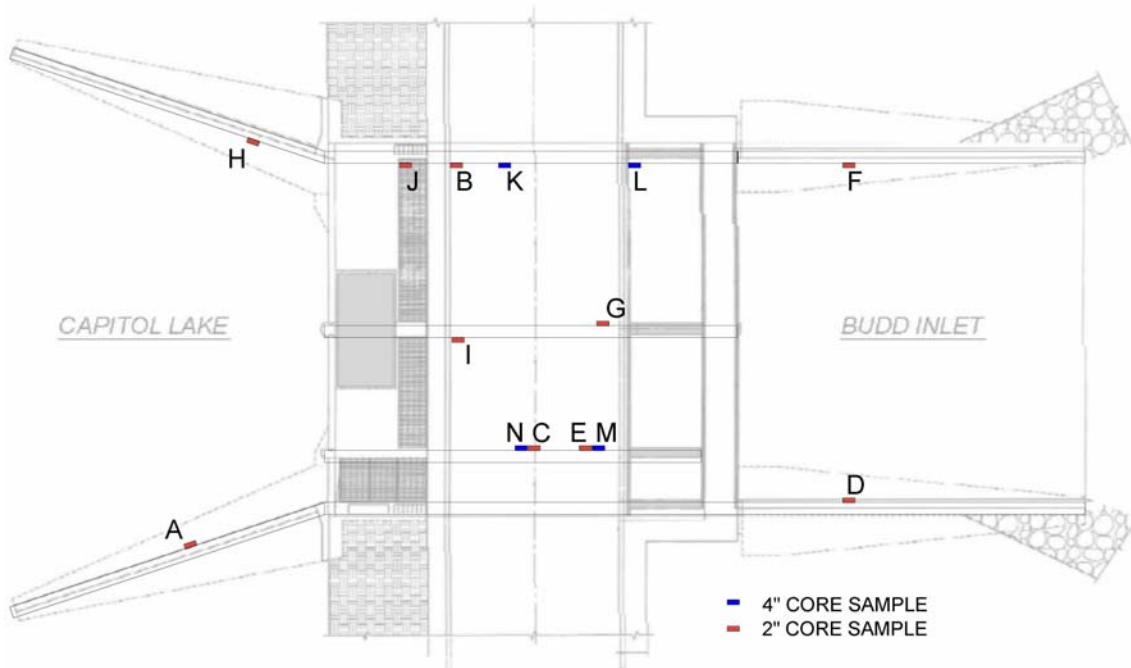 H
J
B
K
L
F
G
CAPITOL LAKE
BUDD INLET
I
N C E M
D
A
4" CORE SAMPLE
2" CORE SAMPLE